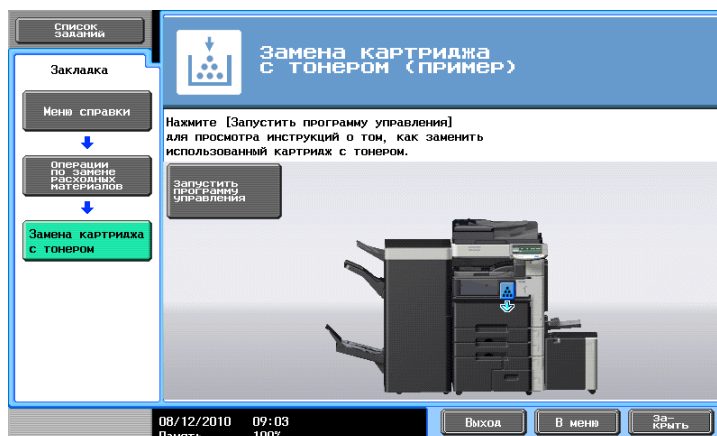 Список
заданий
Закладка
Меню справки
Операции
по замене
расходных
материалов
Замена картриджа
с тонером
Замена картриджа
с тонером (пример)
Нажмите [Запустить программу управления]
для просмотра инструкций о том, как заменить
использованный картридж с тонером.
Запустить
программу
управления
08/12/2010 09:03
Память 100%
Выход
В меню
За-
крыть